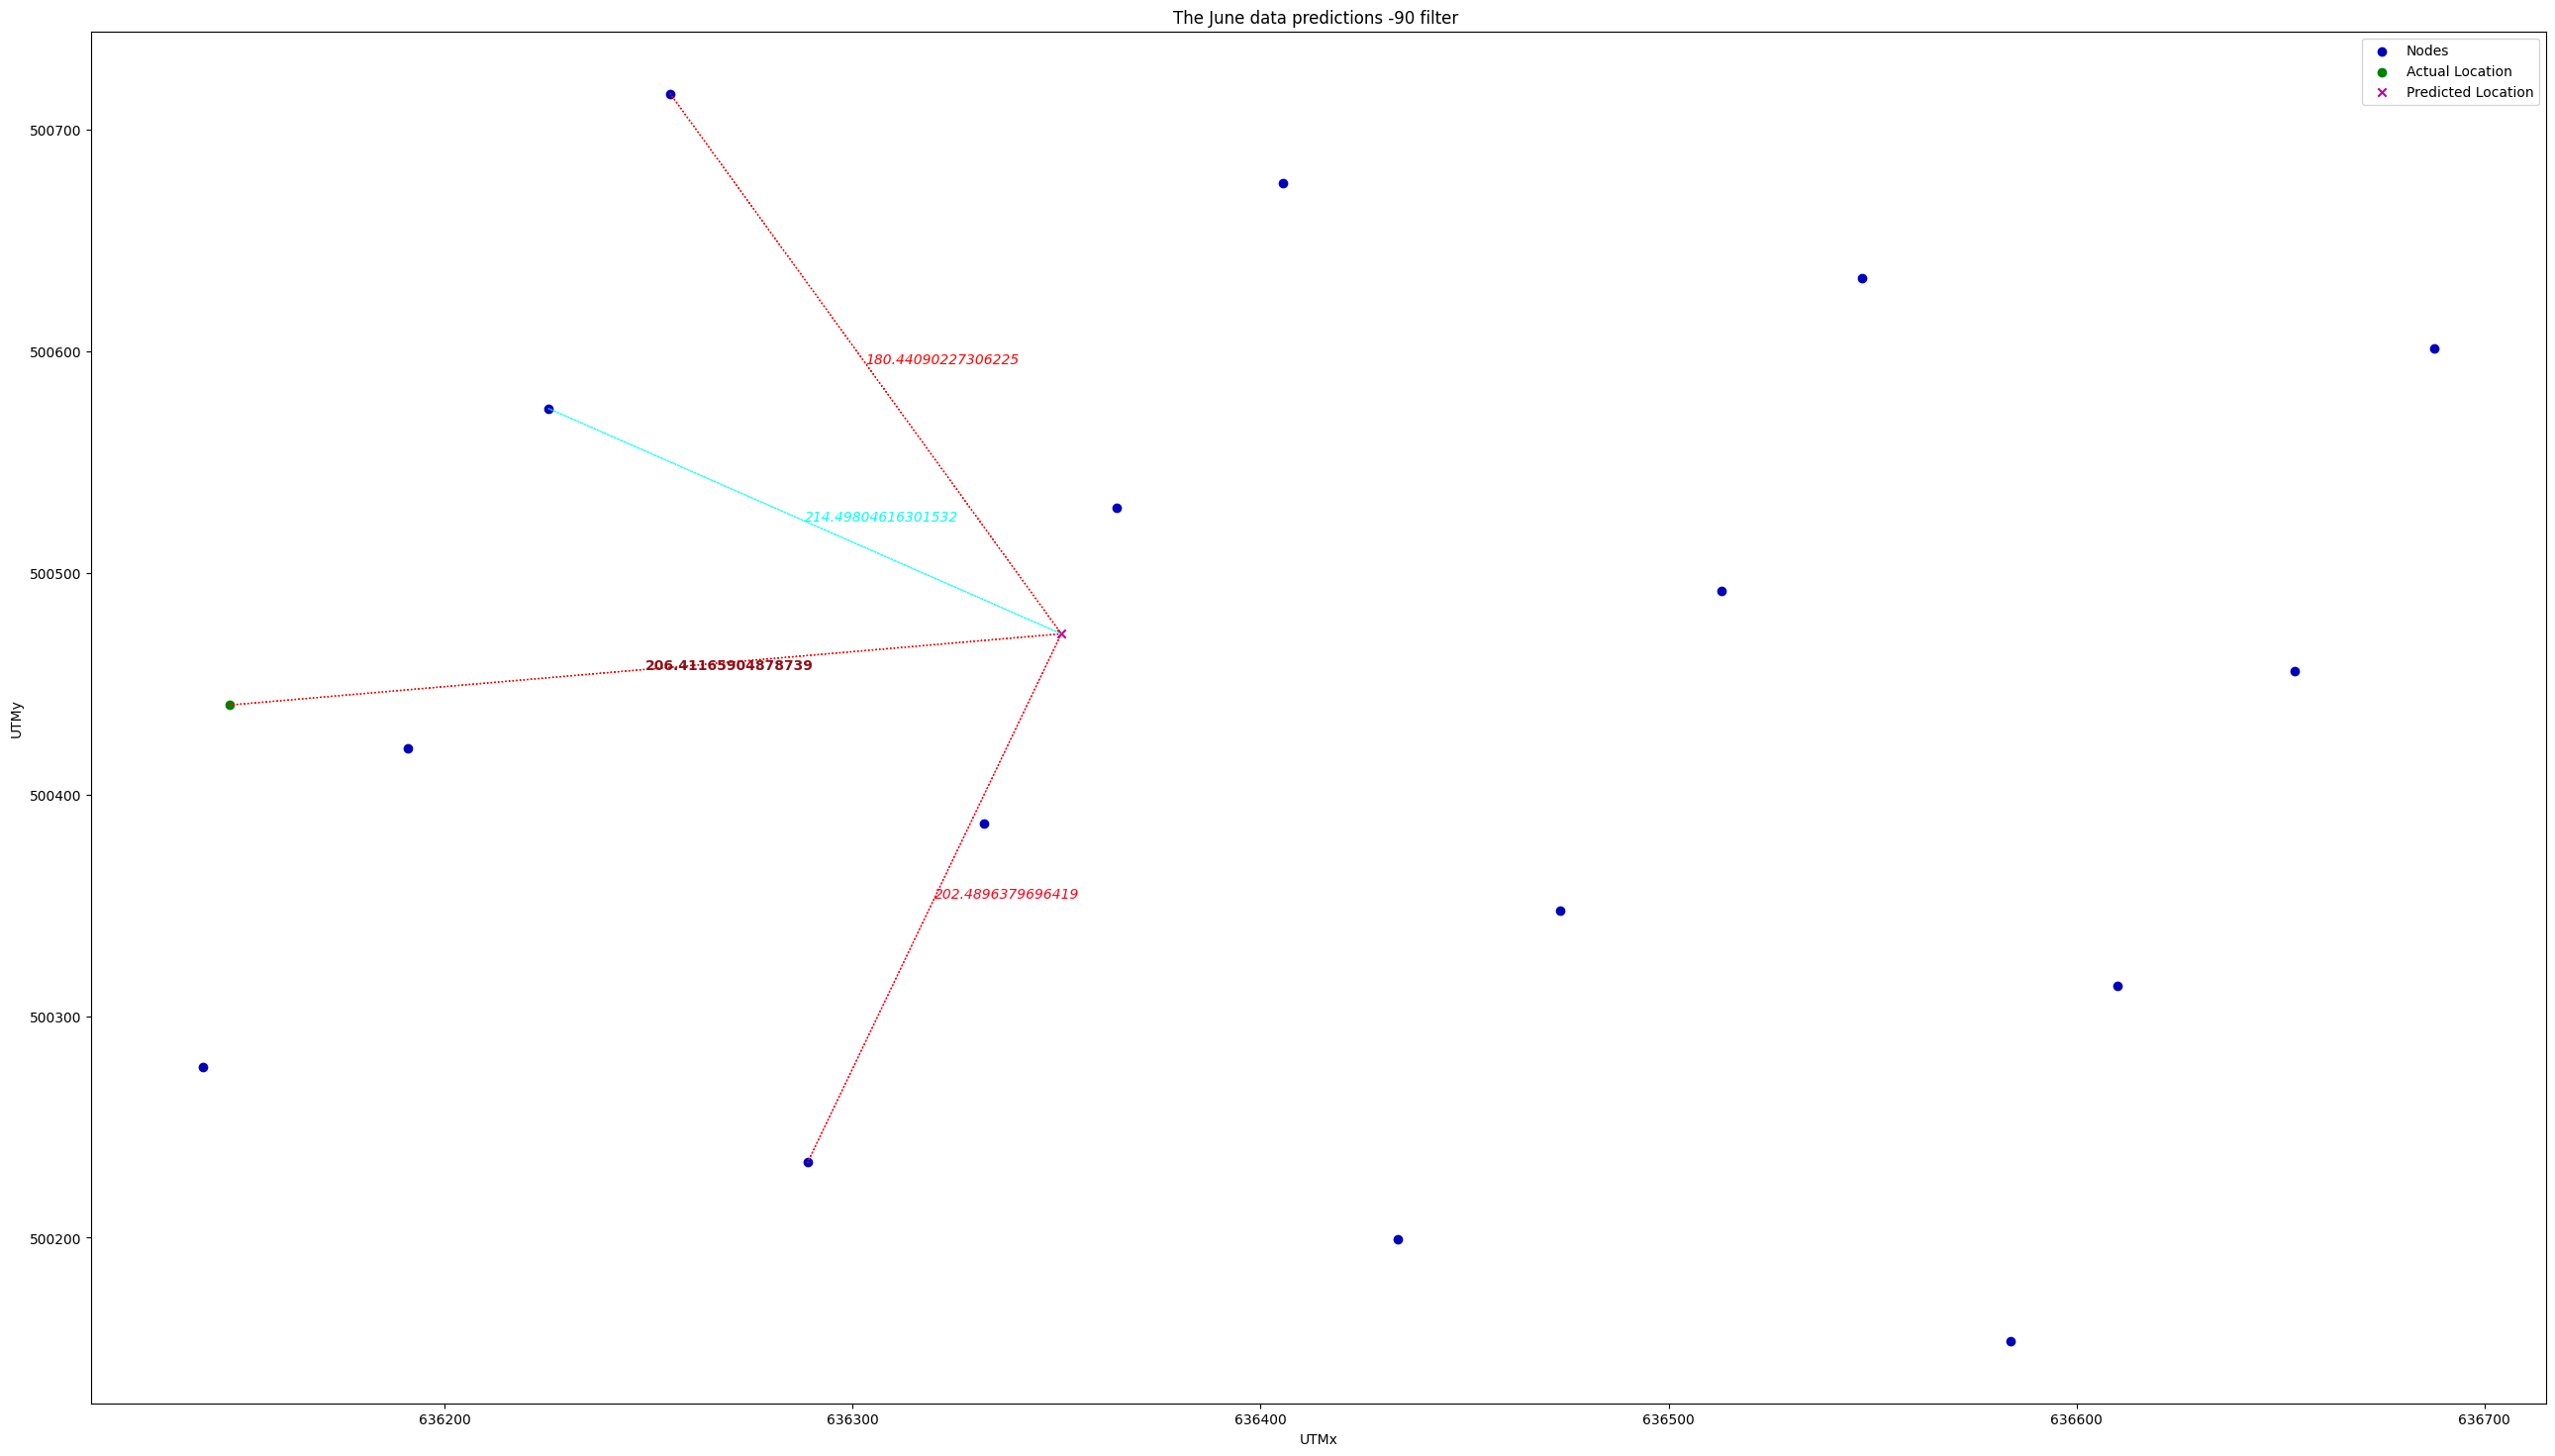 The June data predictions -90 filter
Nodes
Actual Location
Predicted Location
500700
500600
500500
500400
500300
500200
UTMy
180.44090227306225
214.49804616301532
206.41165904878739
202.4896379696419
636200
636300
636400
636500
636600
636700
UTMx